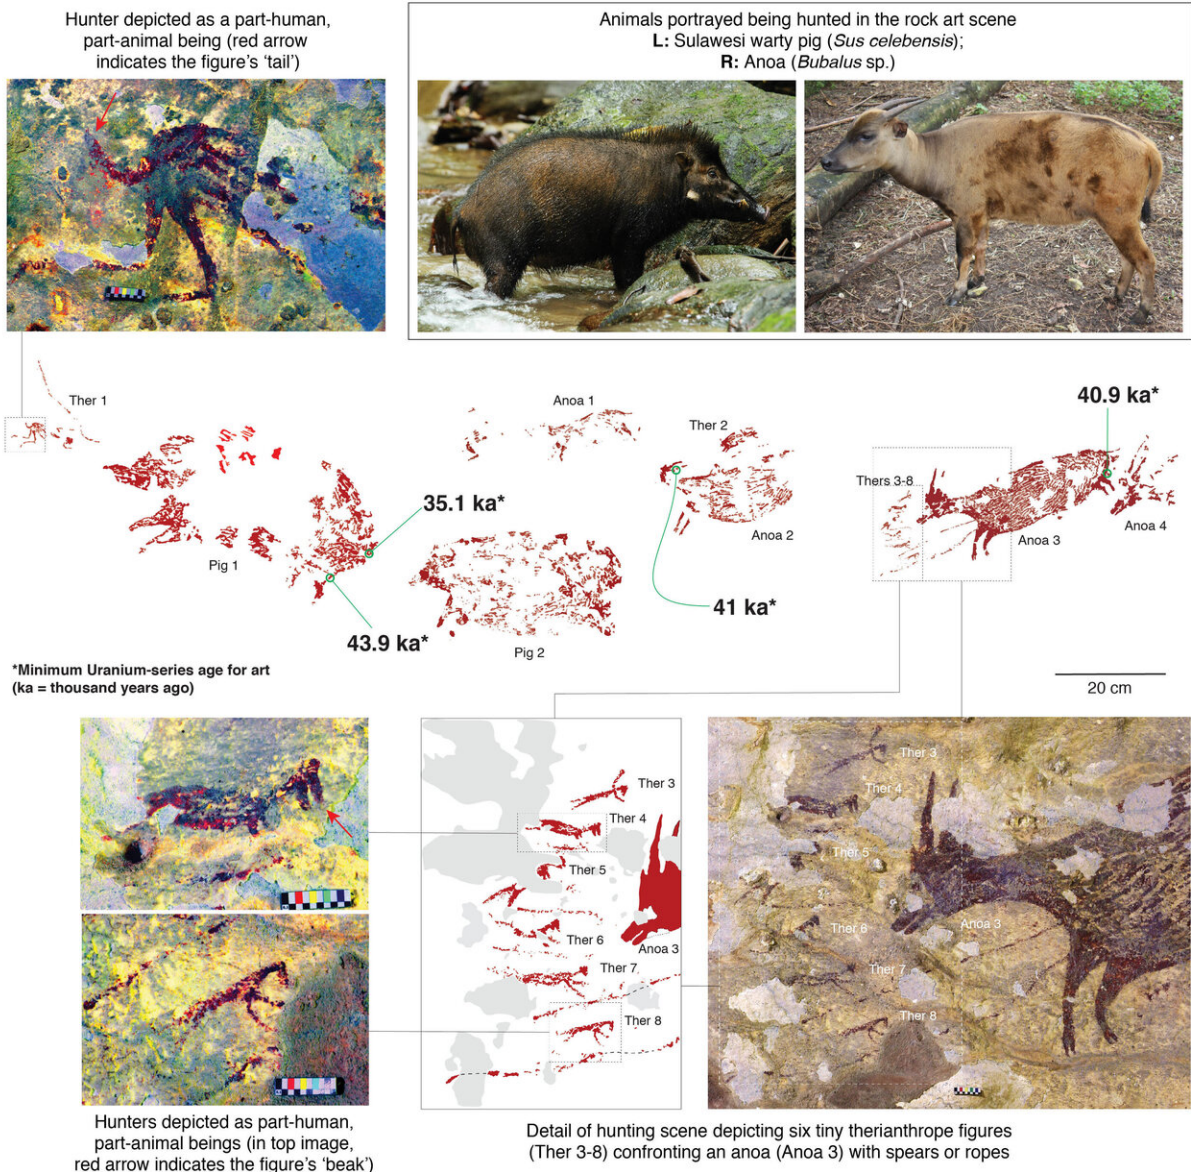 Hunter depicted as a part-human,
part-animal being (red arrow
indicates the figure's ‘tail’)
Animals portrayed being hunted in the rock art scene
L: Sulawesi warty pig (Sus celebensis);
R: Anoa (Bubalus sp.)
Ther 1
Anoa 1
Ther 2
40.9 ka*
Thers 3-8
35.1 ka*
Anoa 4
Anoa 2
Anoa 3
Pig 1
41 ka*
43.9 ka*
Pig 2
*Minimum Uranium-series age for art
(ka = thousand years ago)
20 cm
Ther 3
Ther 4
Ther 5
Ther 6
Anoa 3
Ther 7
Ther 8
Ther 3
Ther 4
Ther 5
Ther 6
Anoa 3
Ther 7
Ther 8
Hunters depicted as part-human,
part-animal beings (in top image,
red arrow indicates the figure's ‘beak’)
Detail of hunting scene depicting six tiny therianthrope figures
(Ther 3-8) confronting an anoa (Anoa 3) with spears or ropes